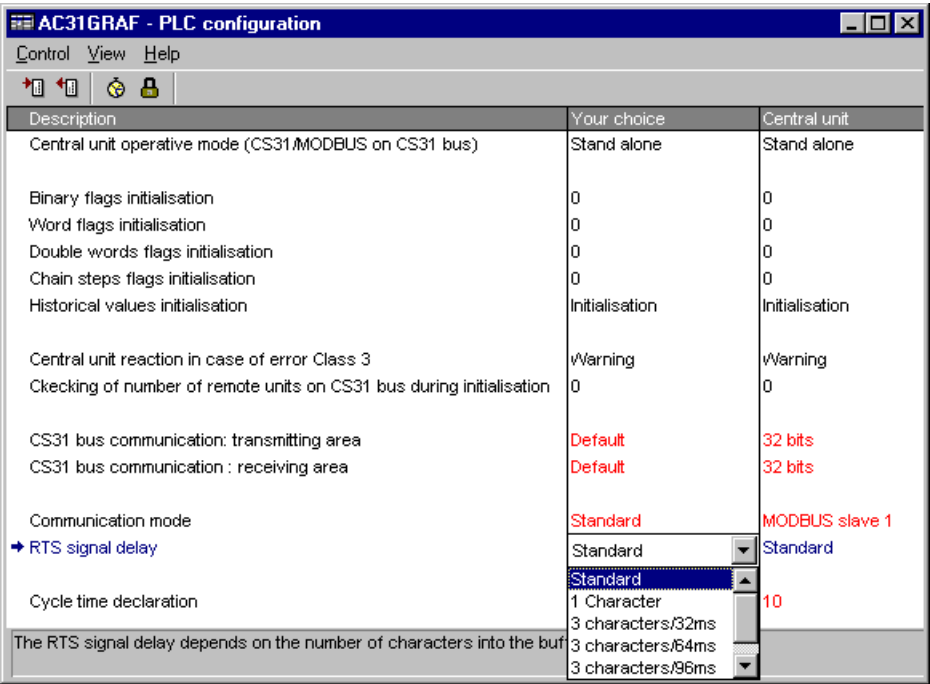 AC31GRAF - PLC configuration
Control View Help
Description Your choice Central unit
Central unit operative mode (CS31/MODBUS on CS31 bus) Stand alone Stand alone
Binary flags initialisation 0 0
Word flags initialisation 0 0
Double words flags initialisation 0 0
Chain steps flags initialisation 0 0
Historical values initialisation Initialisation Initialisation
Central unit reaction in case of error Class 3 Warning Warning
Ckecking of number of remote units on CS31 bus during initialisation 0 0
CS31 bus communication: transmitting area Default 32 bits
CS31 bus communication : receiving area Default 32 bits
Communication mode Standard MODBUS slave 1
RTS signal delay Standard Standard
Standard
Cycle time declaration 1 Character 10
3 characters/32ms
The RTS signal delay depends on the number of characters into the buf 3 characters/64ms
3 characters/96ms